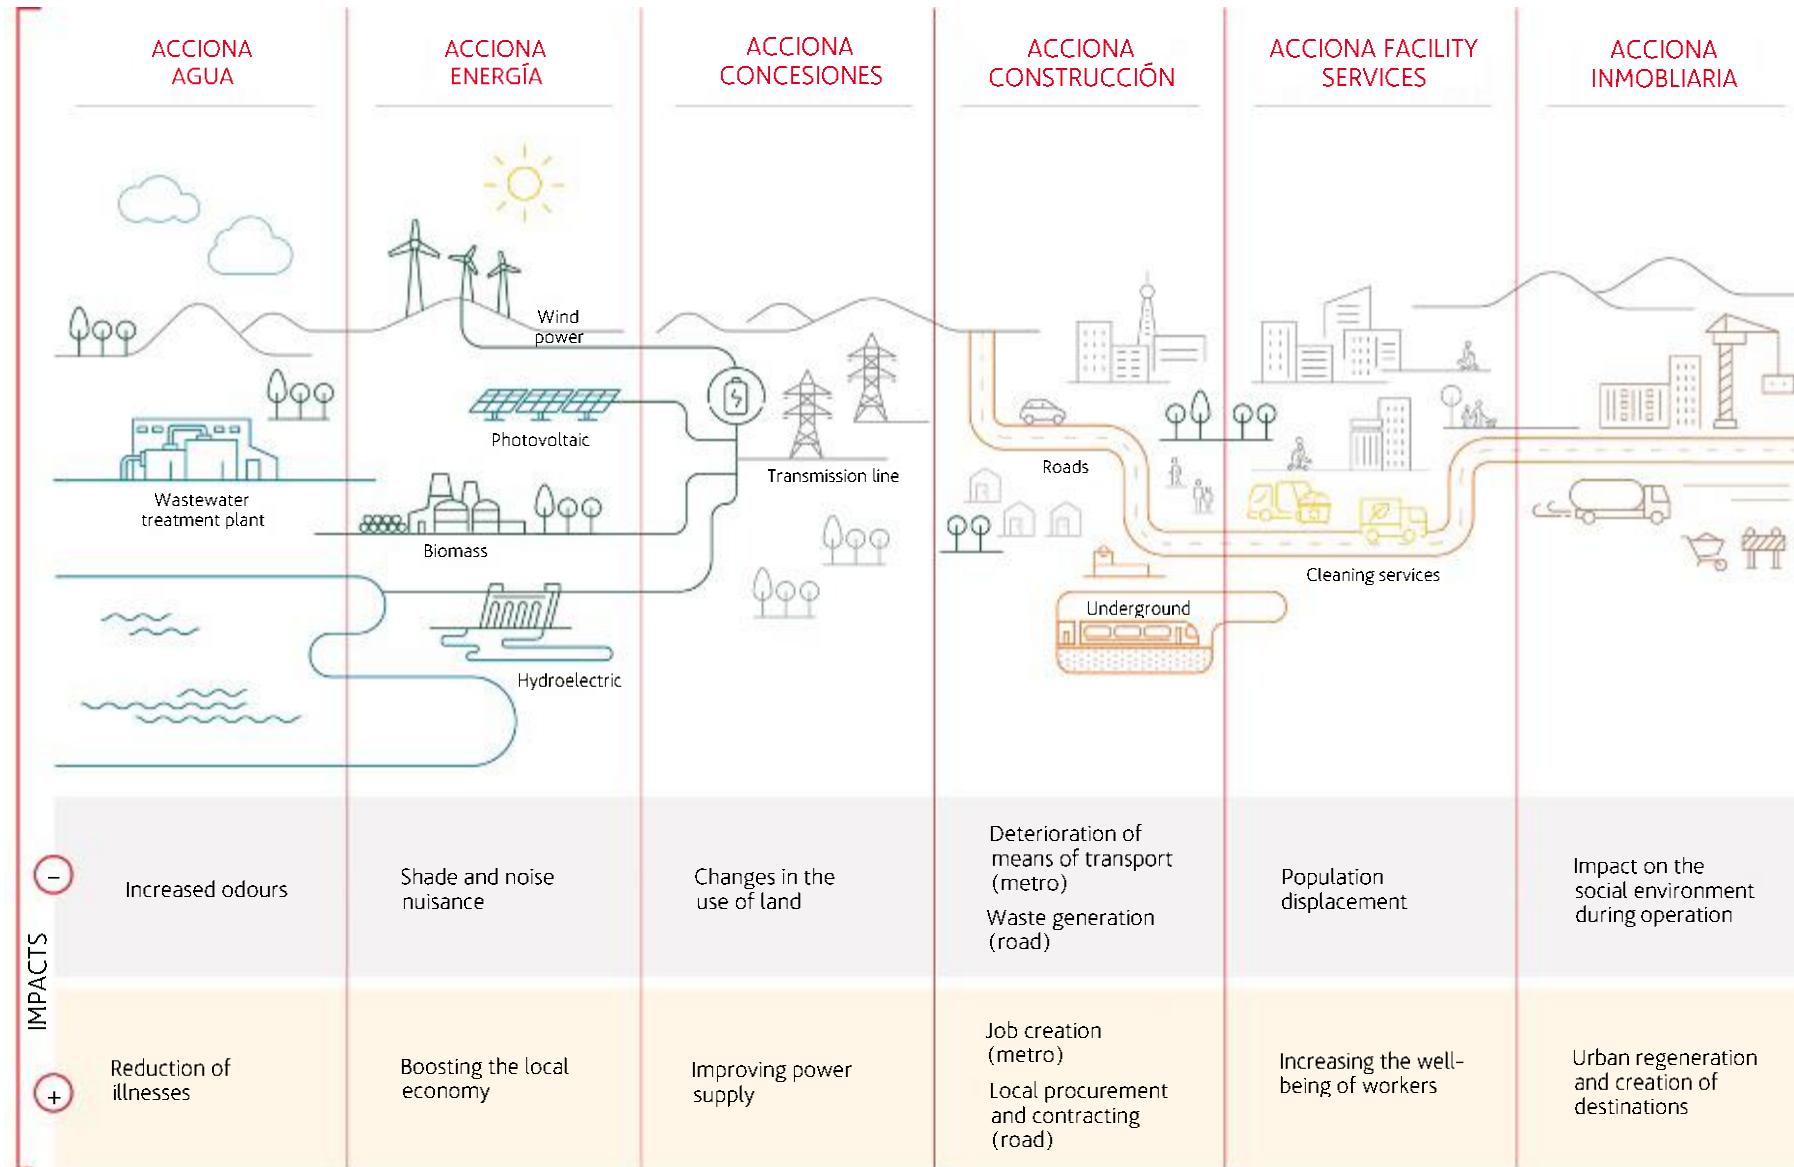 ACCIONA
AGUA
ACCIONA
ENERGÍA
ACCIONA
CONCESIONES
ACCIONA
CONSTRUCCIÓN
ACCIONA FACILITY
SERVICES
ACCIONA
INMOBLIARIA
Wind
power
Photovoltaic
Transmission line
Roads
Wastewater
treatment plant
Biomass
Cleaning services
Underground
Hydroelectric
IMPACTS
–
Increased odours
Shade and noise
nuisance
Changes in the
use of land
Deterioration of
means of transport
(metro)
Waste generation
(road)
Population
displacement
Impact on the
social environment
during operation
+
Reduction of
illnesses
Boosting the local
economy
Improving power
supply
Job creation
(metro)
Local procurement
and contracting
(road)
Increasing the well-
being of workers
Urban regeneration
and creation of
destinations